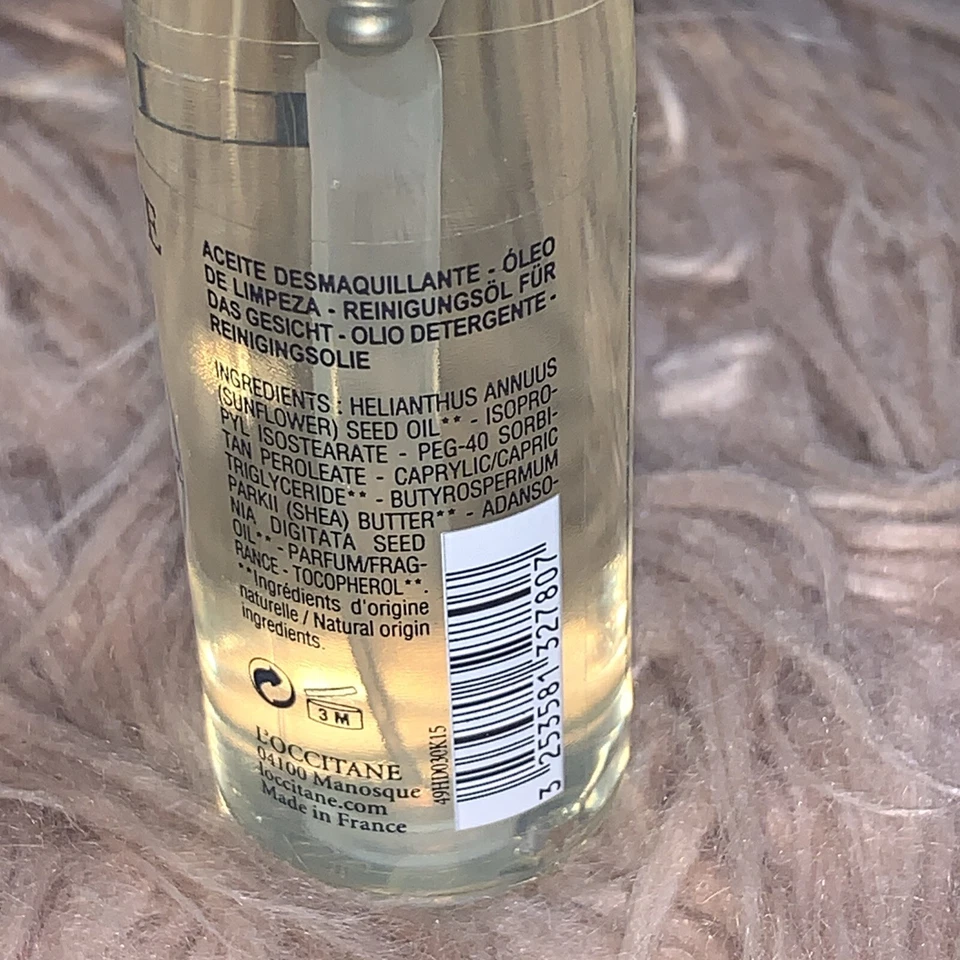 E
ACEITE DESMAQUILLANTE - ÓLEO
DE LIMPEZA - REINIGUNGSÖL FÜR
DAS GESICHT - OLIO DETERGENTE -
REINIGINGSOLIE
INGREDIENTS : HELIANTHUS ANNUUS
(SUNFLOWER) SEED OIL** - ISOPRO-
PYL ISOSTEARATE - PEG-40 SORBI-
TAN PEROLEATE - CAPRYLIC/CAPRIC
TRIGLYCERIDE** - BUTYROSPERMUM
PARKII (SHEA) BUTTER** - ADANSO-
NIA DIGITATA SEED
OIL** - PARFUM/FRAG-
RANCE - TOCOPHEROL**.
**Ingrédients d'origine
naturelle / Natural origin
ingredients.
3 M
L'OCCITANE
04100 Manosque
loccitane.com
Made in France
49HD030K15
3 253581 327807